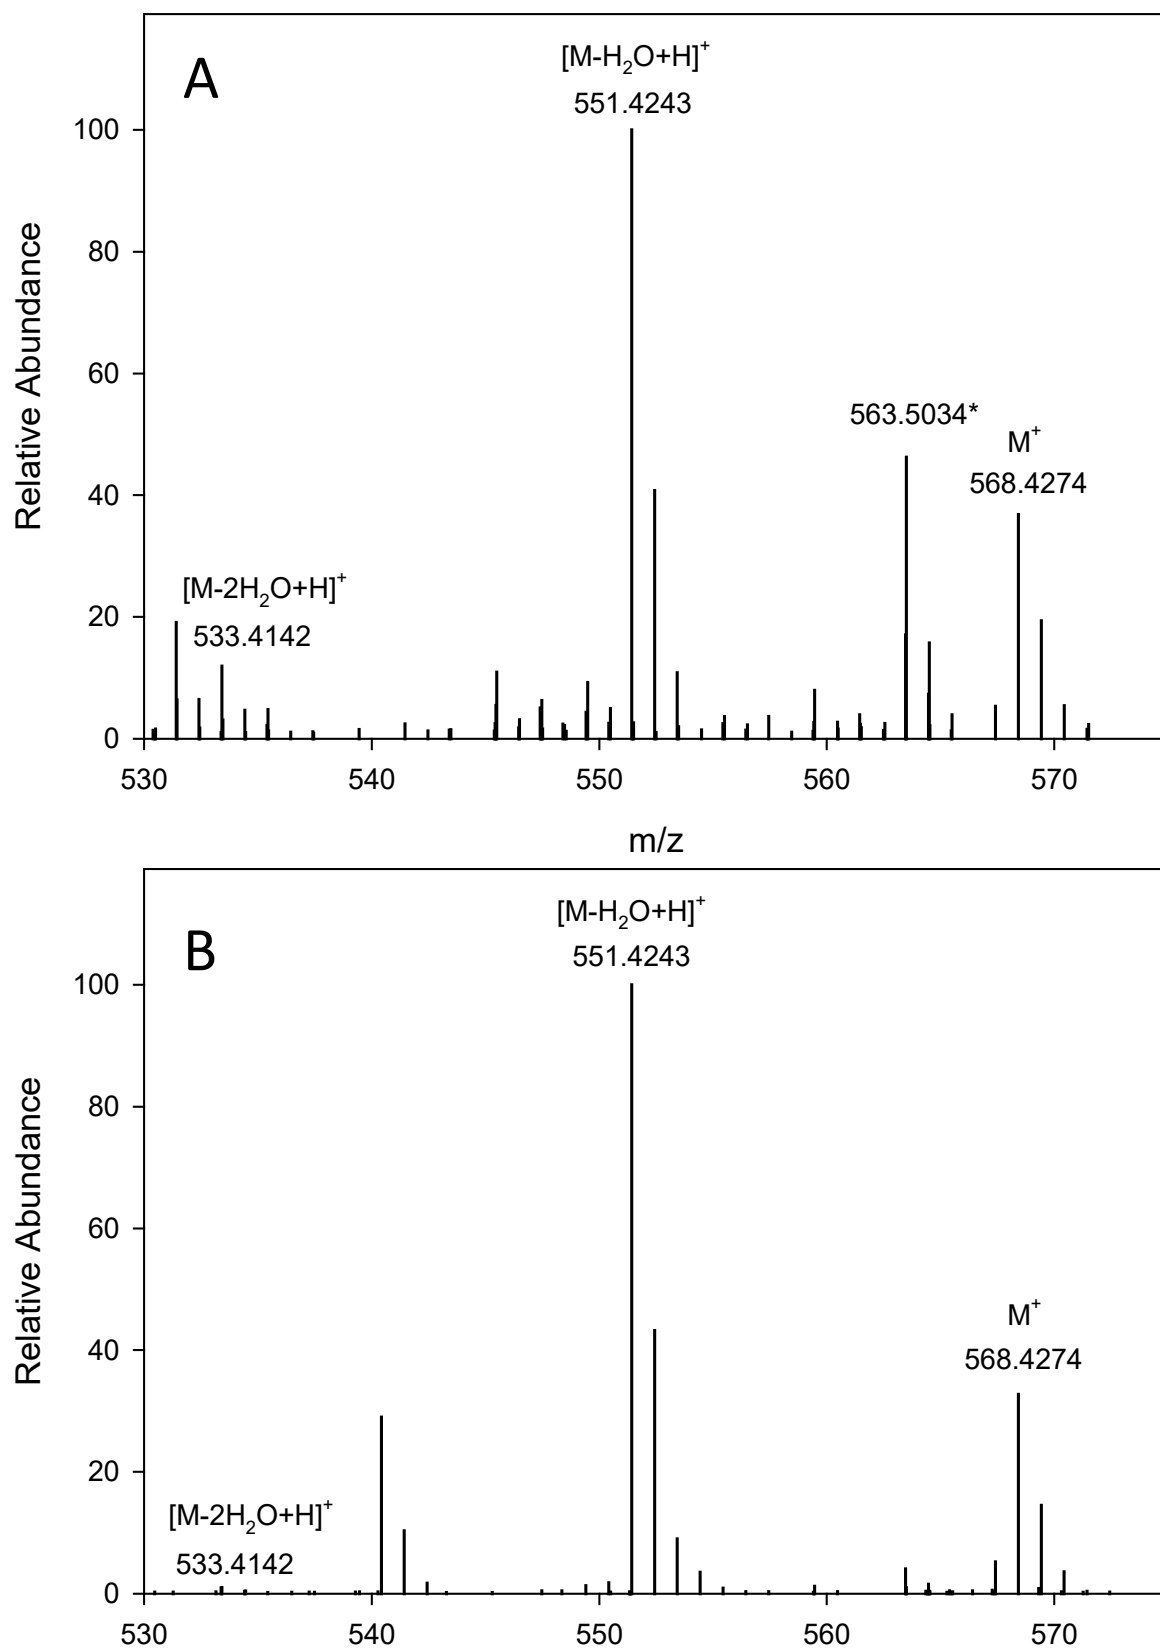 A
[M-H₂O+H]⁺
551.4243
563.5034*
M⁺
568.4274
[M-2H₂O+H]⁺
533.4142
Relative Abundance
100
80
60
40
20
0
530 540 550 560 570
m/z
B
[M-H₂O+H]⁺
551.4243
M⁺
568.4274
[M-2H₂O+H]⁺
533.4142
Relative Abundance
100
80
60
40
20
0
530 540 550 560 570